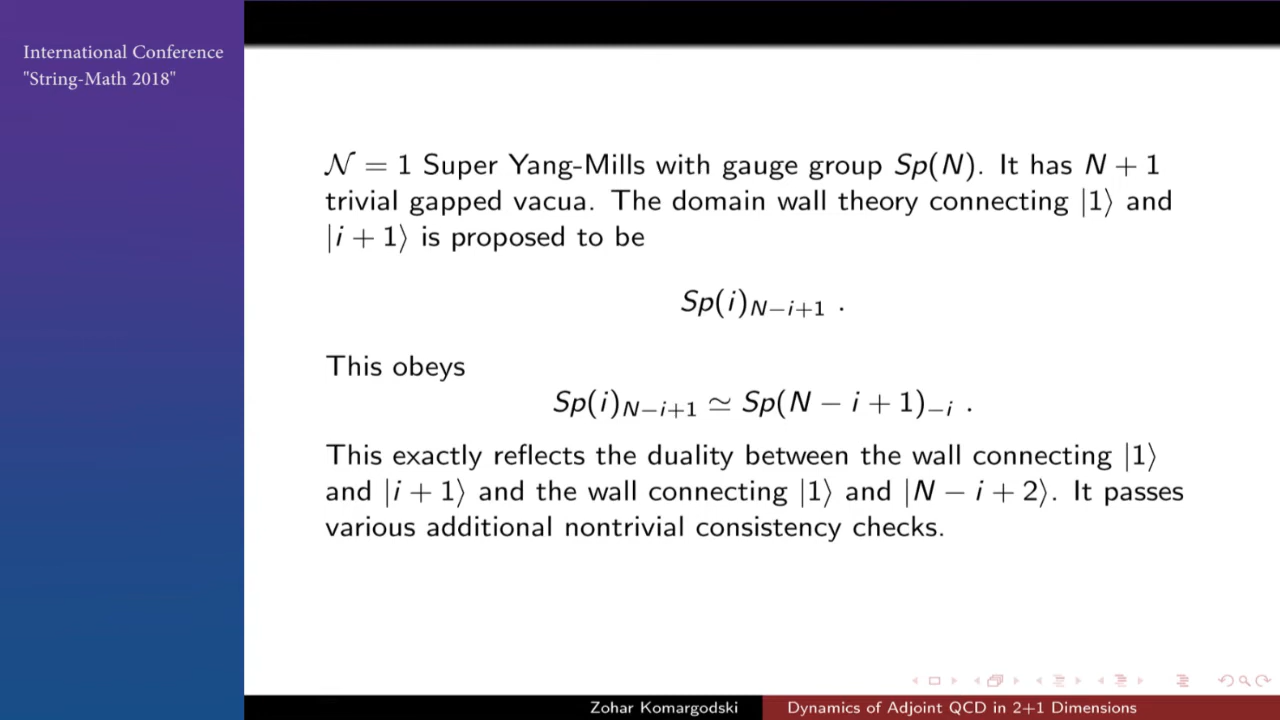 International Conference
"String-Math 2018"
𝒩 = 1 Super Yang-Mills with gauge group Sp(N). It has N + 1
trivial gapped vacua. The domain wall theory connecting |1⟩ and
|i + 1⟩ is proposed to be
Sp(i)_{N−i+1} .
This obeys
Sp(i)_{N−i+1} ≃ Sp(N − i + 1)_{−i} .
This exactly reflects the duality between the wall connecting |1⟩
and |i + 1⟩ and the wall connecting |1⟩ and |N − i + 2⟩. It passes
various additional nontrivial consistency checks.
Zohar Komargodski
Dynamics of Adjoint QCD in 2+1 Dimensions